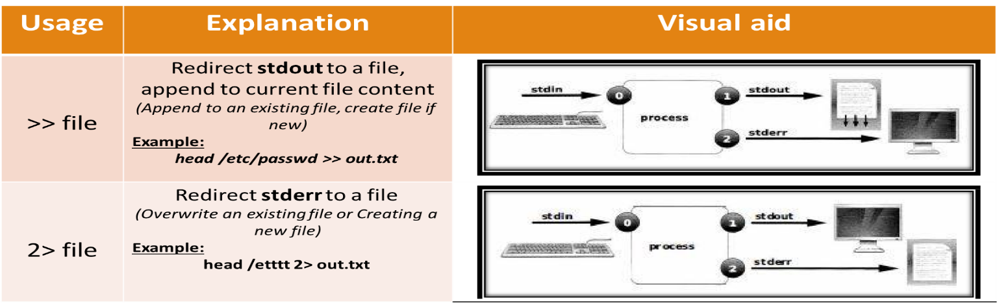 Usage Explanation Visual aid
>> file
Redirect stdout to a file,
append to current file content
(Append to an existing file, create file if
new)
Example:
head /etc/passwd >> out.txt
stdin
0
process
1
stdout
2
stderr
2> file
Redirect stderr to a file
(Overwrite an existing file or Creating a
new file)
Example:
head /etttt 2> out.txt
stdin
0
process
1
stdout
2
stderr